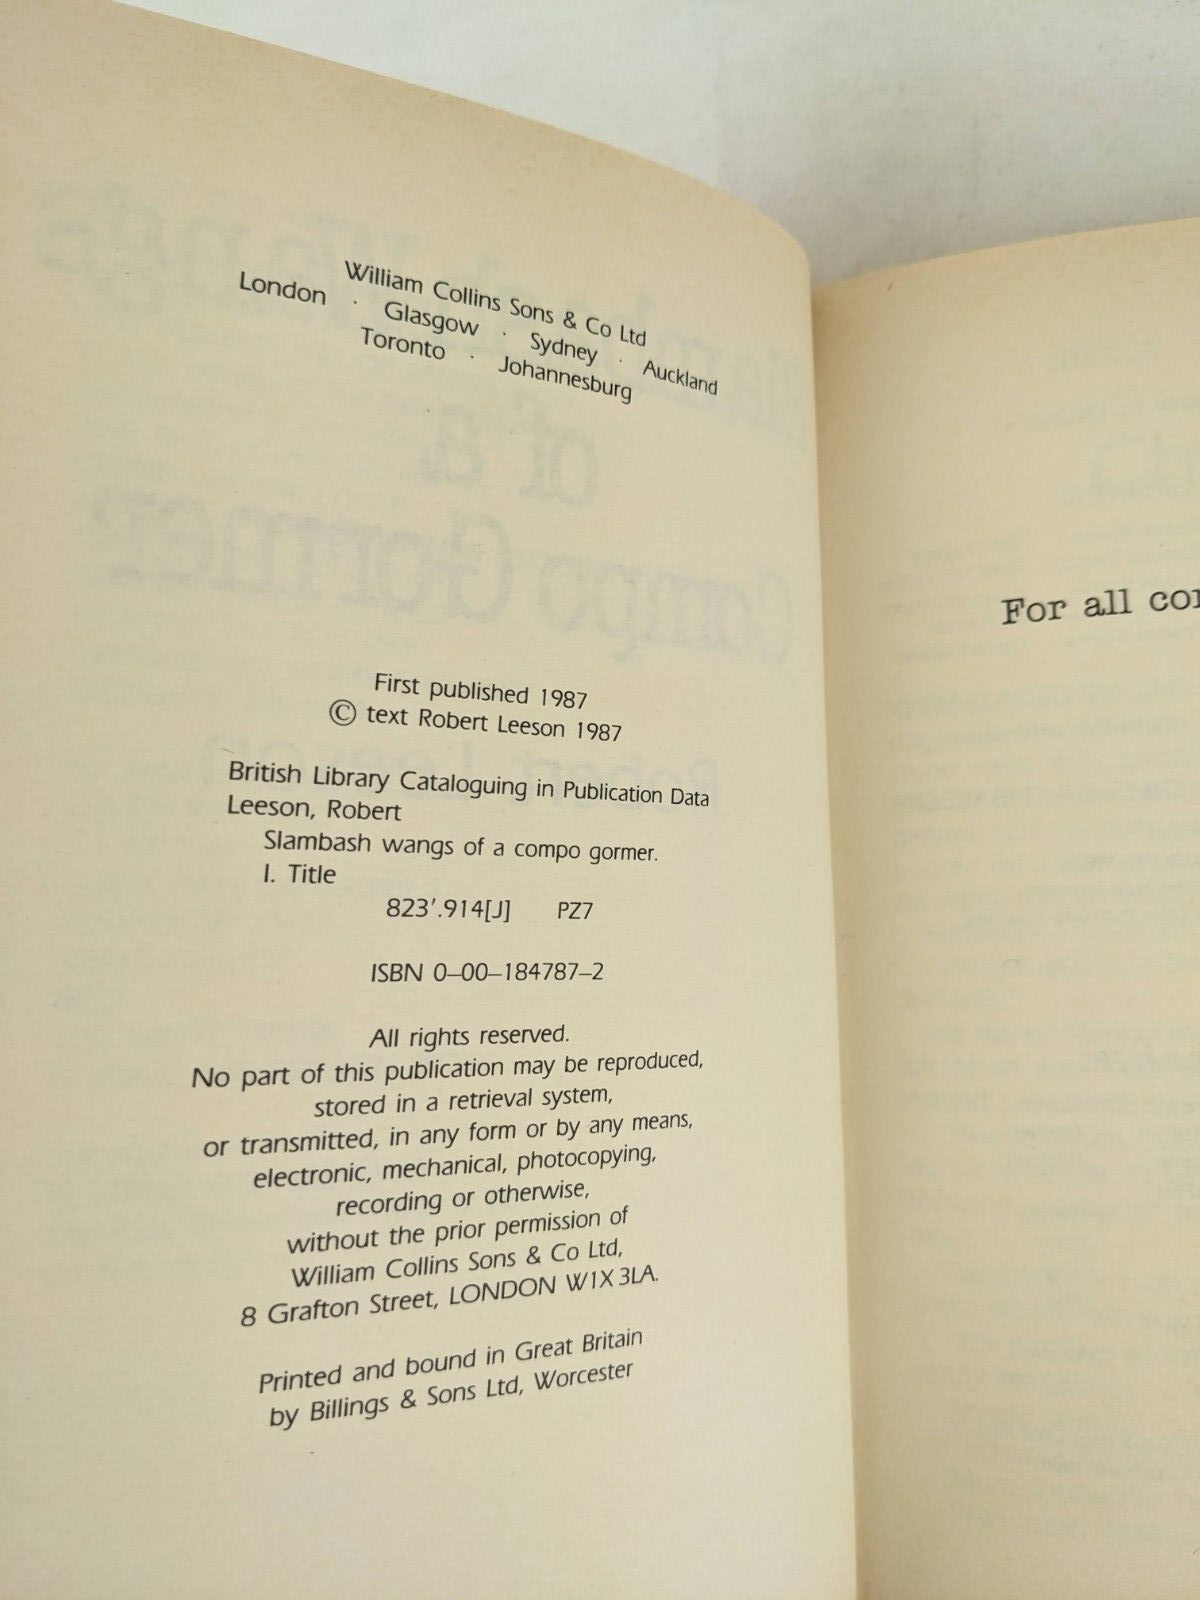 William Collins Sons & Co Ltd
London · Glasgow · Sydney · Auckland
Toronto · Johannesburg
First published 1987
© text Robert Leeson 1987
British Library Cataloguing in Publication Data
Leeson, Robert
Slambash wangs of a compo gormer.
I. Title
823'.914[J] PZ7
ISBN 0–00–184787–2
All rights reserved.
No part of this publication may be reproduced,
stored in a retrieval system,
or transmitted, in any form or by any means,
electronic, mechanical, photocopying,
recording or otherwise,
without the prior permission of
William Collins Sons & Co Ltd,
8 Grafton Street, LONDON W1X 3LA.
Printed and bound in Great Britain
by Billings & Sons Ltd, Worcester
For all